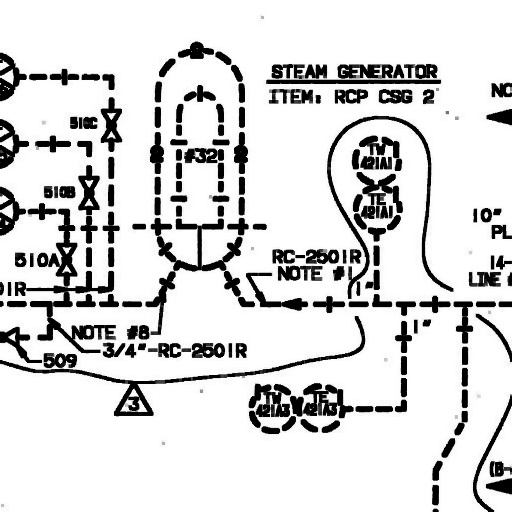 STEAM GENERATOR
ITEM: RCP CSG 2
NO
510C
#32
TW
421A1
510B
TE
421A1
10"
PL
510A
RC-2501R
NOTE #1
14-
LINE #
01R
1"
NOTE #8
3/4"-RC-2501R
1"
509
3
TW
421A3
TE
421A3
(B-